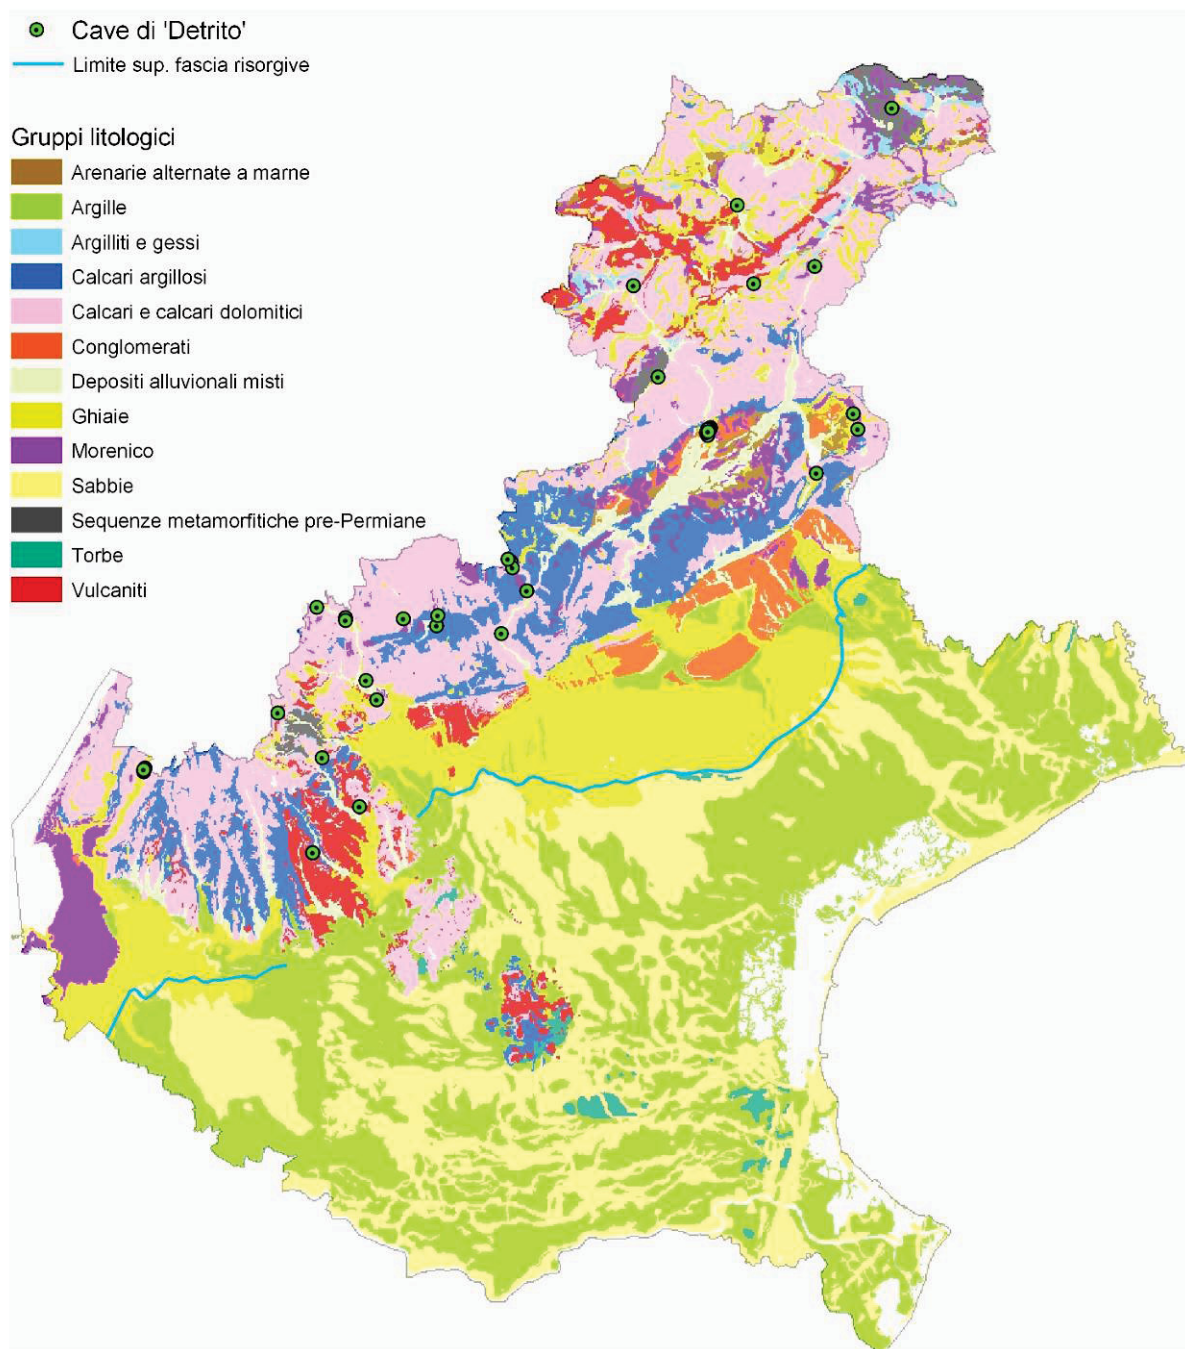 Cave di 'Detrito'
Limite sup. fascia risorgive
Gruppi litologici
Arenarie alternate a marne
Argille
Argilliti e gessi
Calcari argillosi
Calcari e calcari dolomitici
Conglomerati
Depositi alluvionali misti
Ghiaie
Morenico
Sabbie
Sequenze metamorfitiche pre-Permiane
Torbe
Vulcaniti